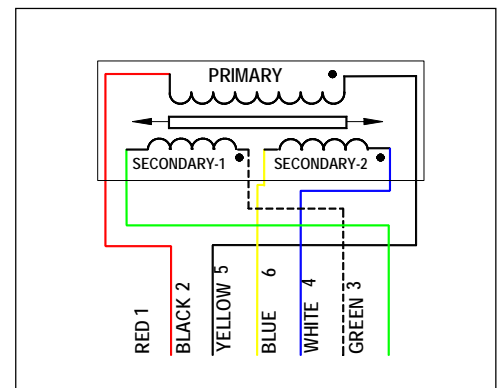 PRIMARY
SECONDARY-1
SECONDARY-2
RED 1
BLACK 2
YELLOW 5
BLUE 6
WHITE 4
GREEN 3